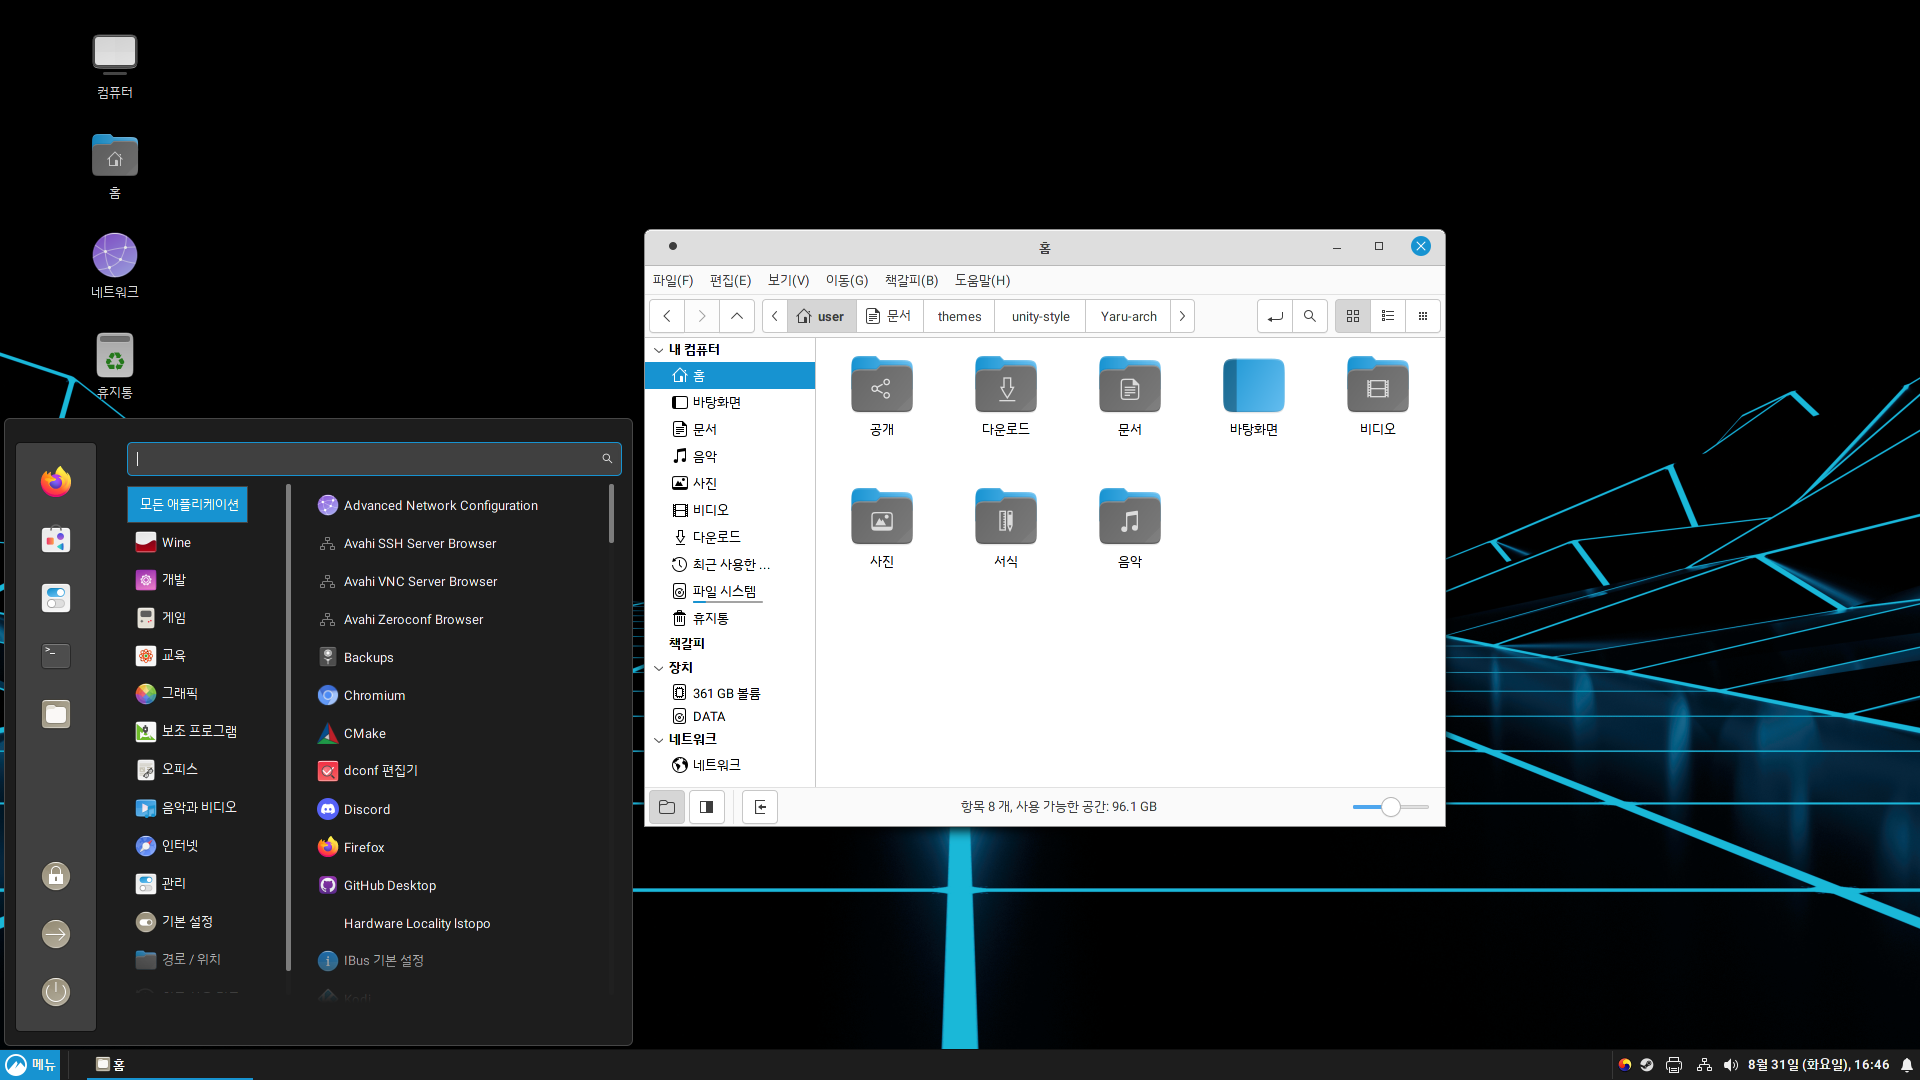 컴퓨터
홈
네트워크
휴지통
모든 애플리케이션
Wine
개발
게임
교육
그래픽
보조 프로그램
오피스
음악과 비디오
인터넷
관리
기본 설정
경로 / 위치
Advanced Network Configuration
Avahi SSH Server Browser
Avahi VNC Server Browser
Avahi Zeroconf Browser
Backups
Chromium
CMake
dconf 편집기
Discord
Firefox
GitHub Desktop
Hardware Locality lstopo
IBus 기본 설정
Kodi
홈
파일(F) 편집(E) 보기(V) 이동(G) 책갈피(B) 도움말(H)
user 문서 themes unity-style Yaru-arch
내 컴퓨터
홈
바탕화면
문서
음악
사진
비디오
다운로드
최근 사용한 ...
파일 시스템
휴지통
책갈피
장치
361 GB 볼륨
DATA
네트워크
네트워크
공개 다운로드 문서 바탕화면 비디오
사진 서식 음악
항목 8 개, 사용 가능한 공간: 96.1 GB
메뉴 홈 8월 31일 (화요일), 16:46